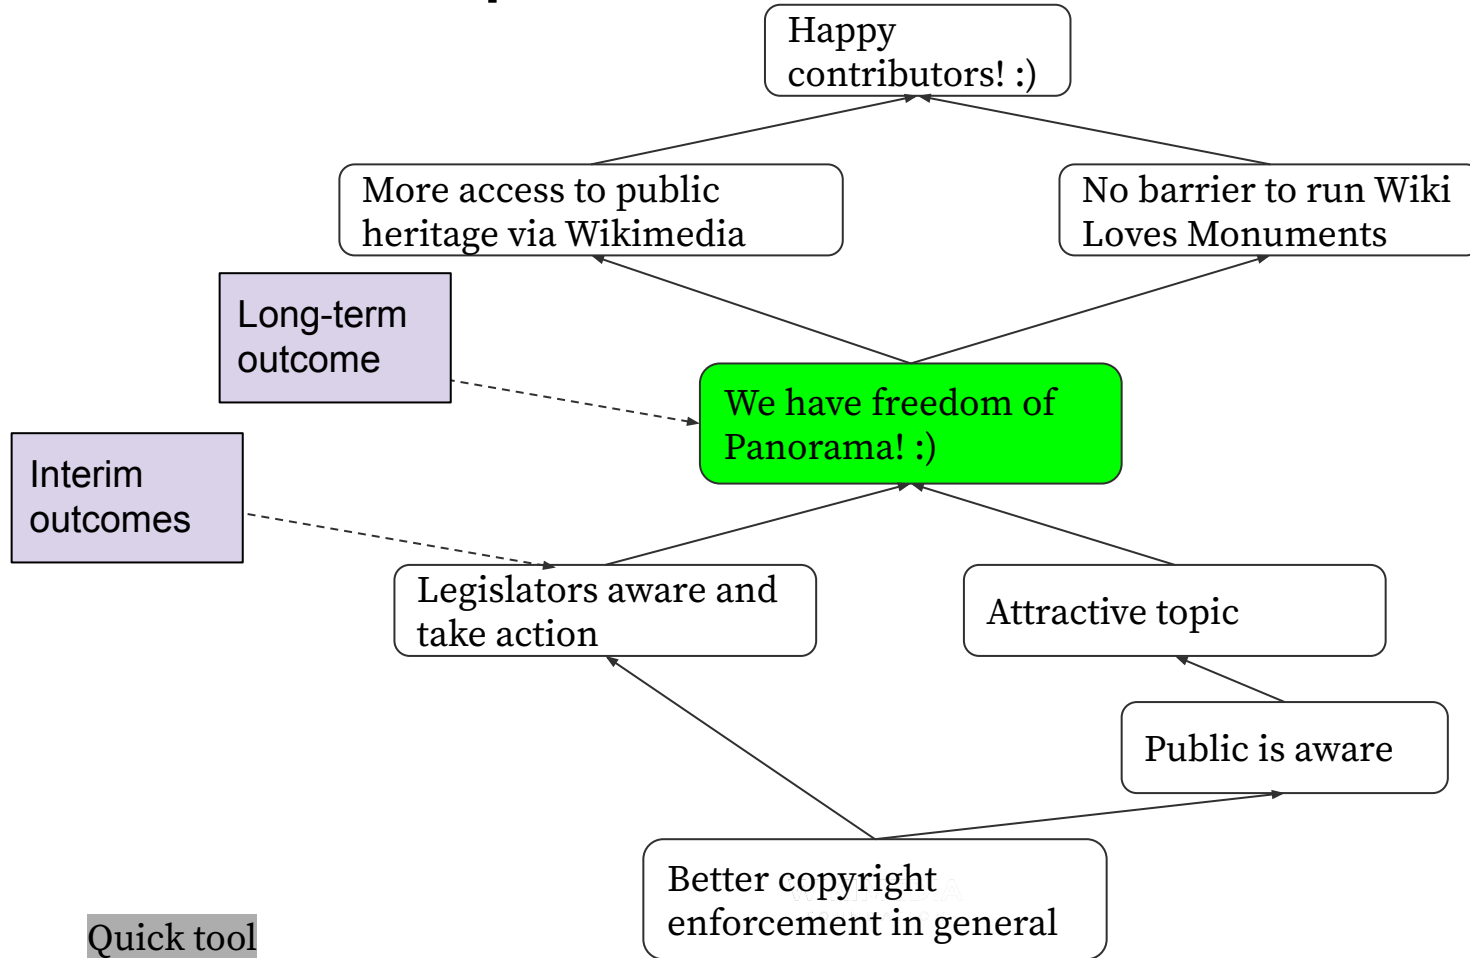 Happy
contributors! :)
More access to public
heritage via Wikimedia
No barrier to run Wiki
Loves Monuments
Long-term
outcome
We have freedom of
Panorama! :)
Interim
outcomes
Legislators aware and
take action
Attractive topic
Public is aware
Better copyright
enforcement in general
Quick tool